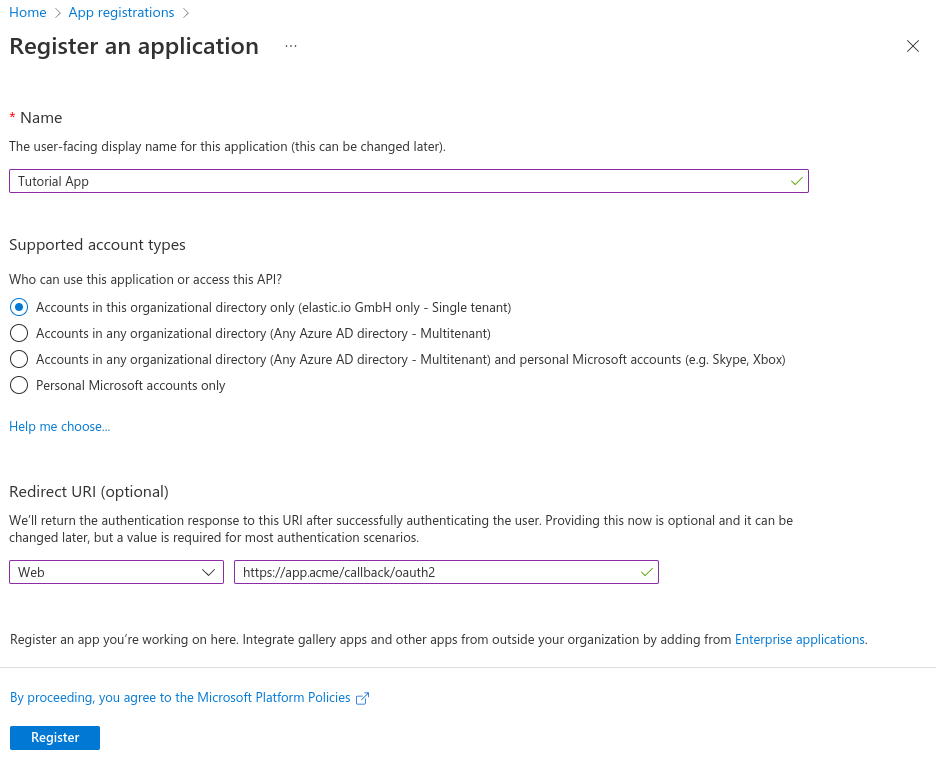 Home > App registrations >
Register an application ...
* Name
The user-facing display name for this application (this can be changed later).
Tutorial App
Supported account types
Who can use this application or access this API?
Accounts in this organizational directory only (elastic.io GmbH only - Single tenant)
Accounts in any organizational directory (Any Azure AD directory - Multitenant)
Accounts in any organizational directory (Any Azure AD directory - Multitenant) and personal Microsoft accounts (e.g. Skype, Xbox)
Personal Microsoft accounts only
Help me choose...
Redirect URI (optional)
We'll return the authentication response to this URI after successfully authenticating the user. Providing this now is optional and it can be
changed later, but a value is required for most authentication scenarios.
Web https://app.acme/callback/oauth2
Register an app you're working on here. Integrate gallery apps and other apps from outside your organization by adding from Enterprise applications.
By proceeding, you agree to the Microsoft Platform Policies
Register